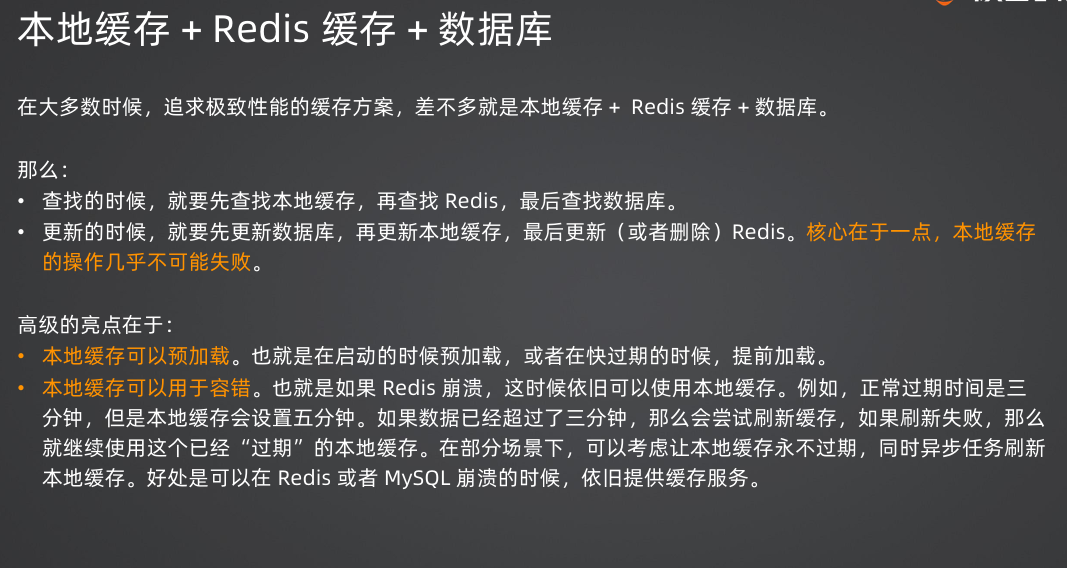 本地缓存 + Redis 缓存 + 数据库
在大多数时候，追求极致性能的缓存方案，差不多就是本地缓存 + Redis 缓存 + 数据库。
那么：
• 查找的时候，就要先查找本地缓存，再查找 Redis，最后查找数据库。
• 更新的时候，就要先更新数据库，再更新本地缓存，最后更新（或者删除）Redis。核心在于一点，本地缓存
的操作几乎不可能失败。
高级的亮点在于：
• 本地缓存可以预加载。也就是在启动的时候预加载，或者在快过期的时候，提前加载。
• 本地缓存可以用于容错。也就是如果 Redis 崩溃，这时候依旧可以使用本地缓存。例如，正常过期时间是三
分钟，但是本地缓存会设置五分钟。如果数据已经超过了三分钟，那么会尝试刷新缓存，如果刷新失败，那么
就继续使用这个已经“过期”的本地缓存。在部分场景下，可以考虑让本地缓存永不过期，同时异步任务刷新
本地缓存。好处是可以在 Redis 或者 MySQL 崩溃的时候，依旧提供缓存服务。